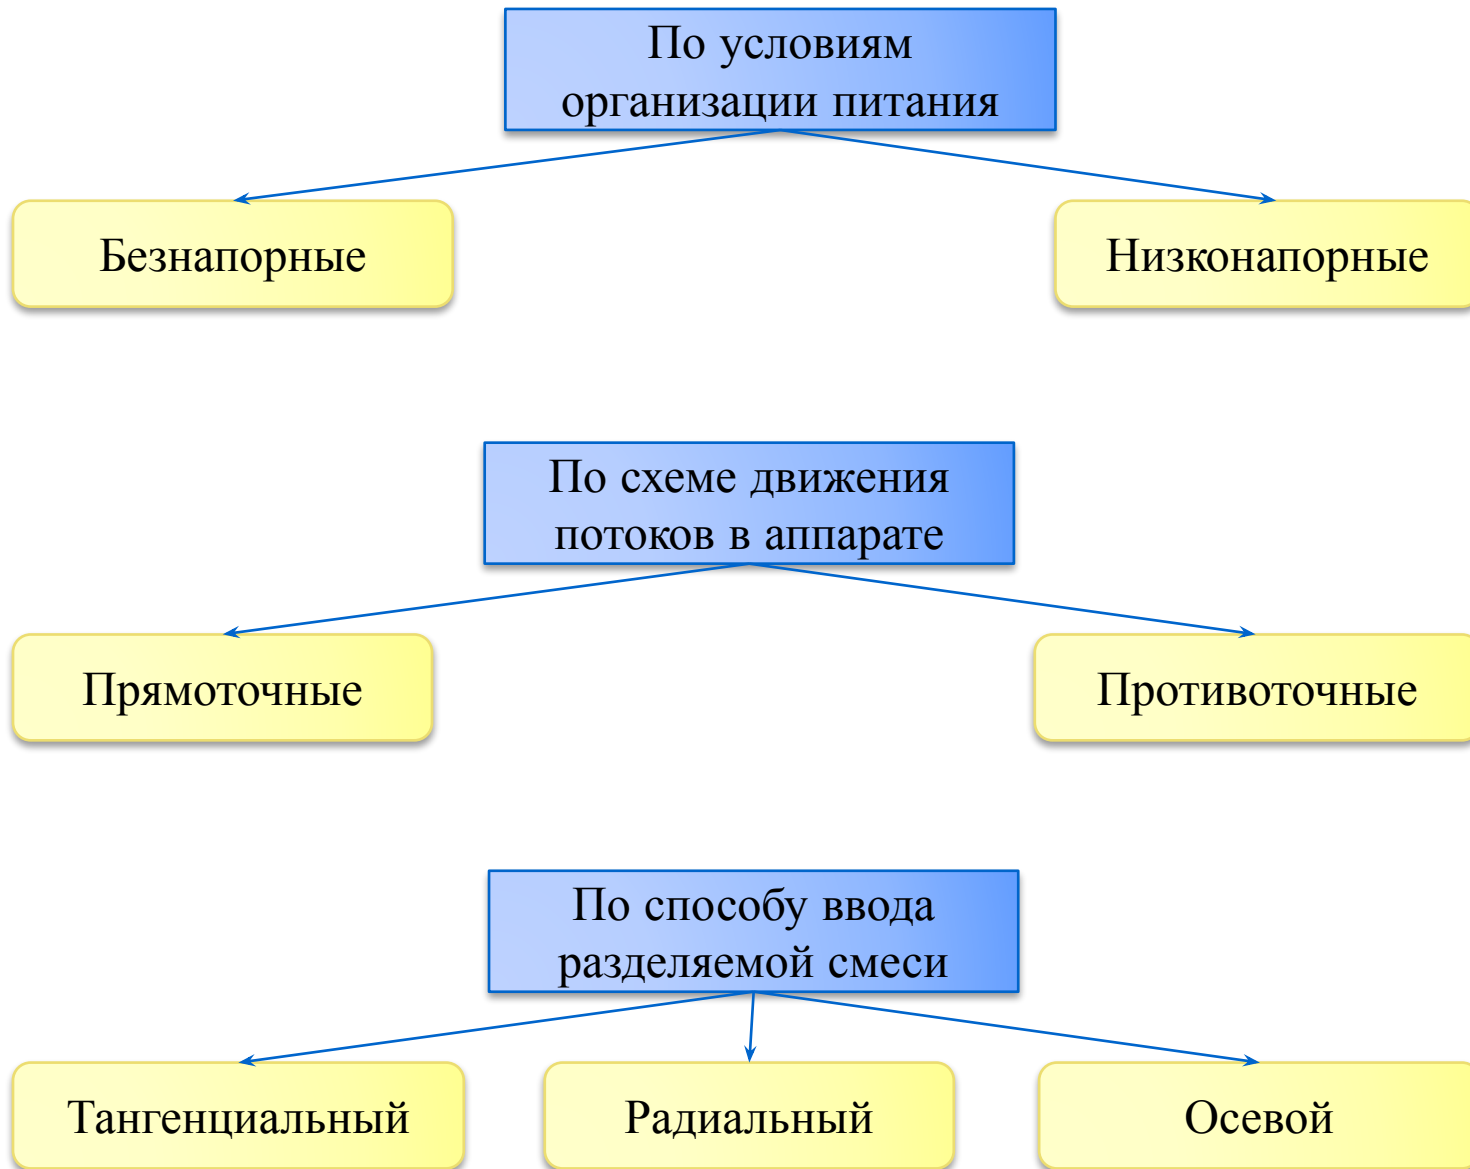 По условиям
организации питания
Безнапорные
Низконапорные
По схеме движения
потоков в аппарате
Прямоточные
Противоточные
По способу ввода
разделяемой смеси
Тангенциальный
Радиальный
Осевой